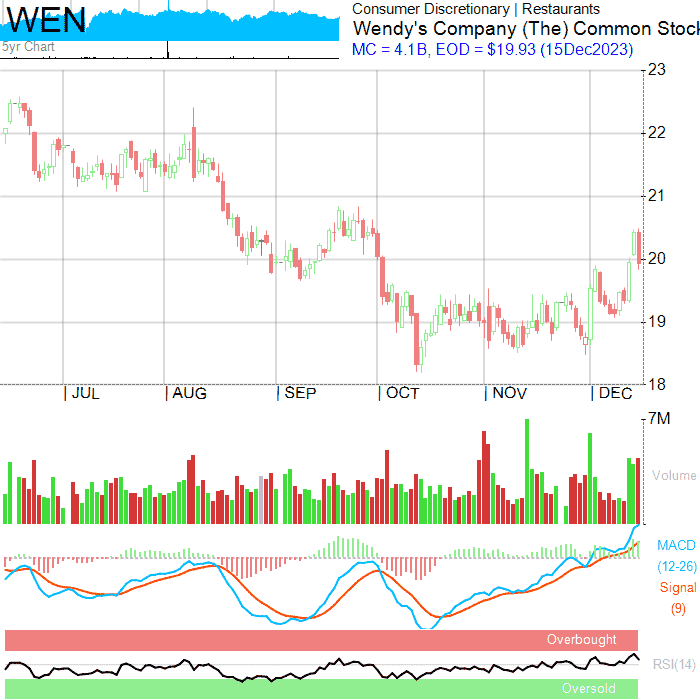 WEN
5yr Chart
Consumer Discretionary | Restaurants
Wendy's Company (The) Common Stock
MC = 4.1B, EOD = $19.93 (15Dec2023)
23
22
21
20
19
18
JUL AUG SEP OCT NOV DEC
7M
Volume
MACD
(12-26)
Signal
(9)
Overbought
RSI(14)
Oversold